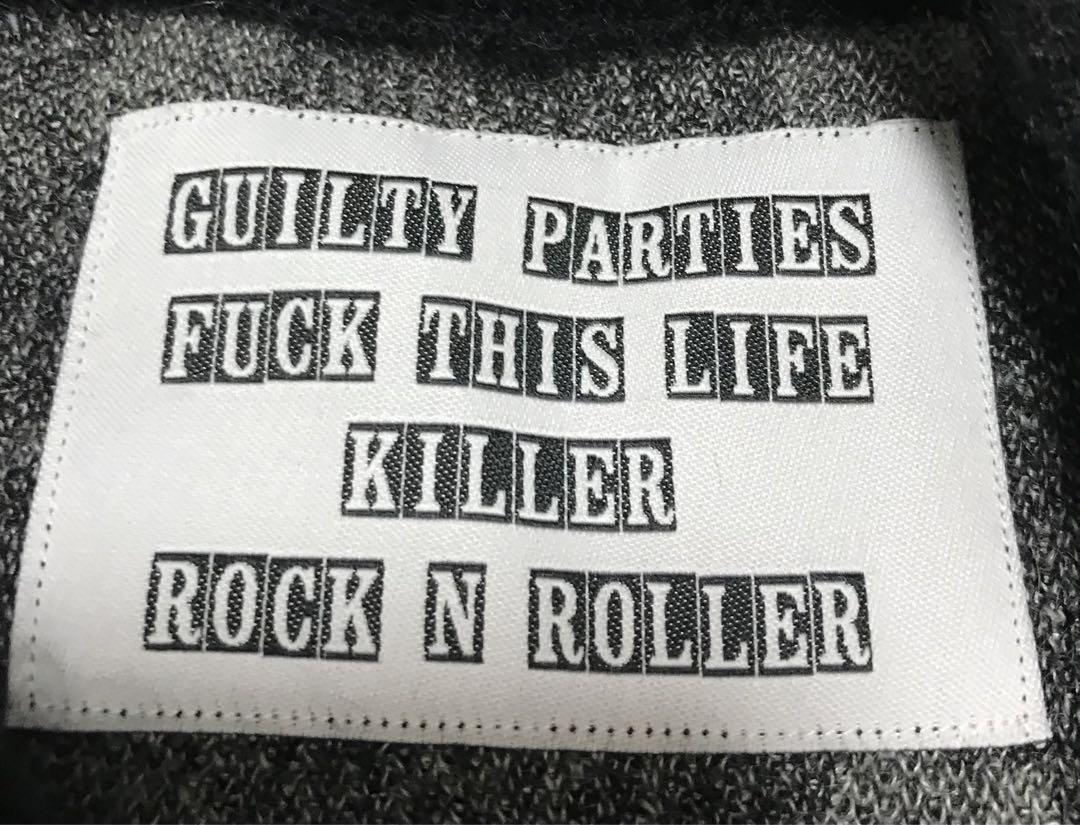 GUILTY PARTIES
FUCK THIS LIFE
KILLER
ROCK N ROLLER